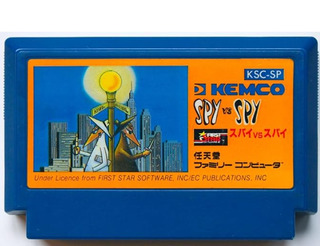 KSC-SP
KEMCO
SPY vs SPY
FIRST STAR
スパイvsスパイ
任天堂
ファミリー コンピュータ
Under Licence from FIRST STAR SOFTWARE, INC/EC PUBLICATIONS, INC